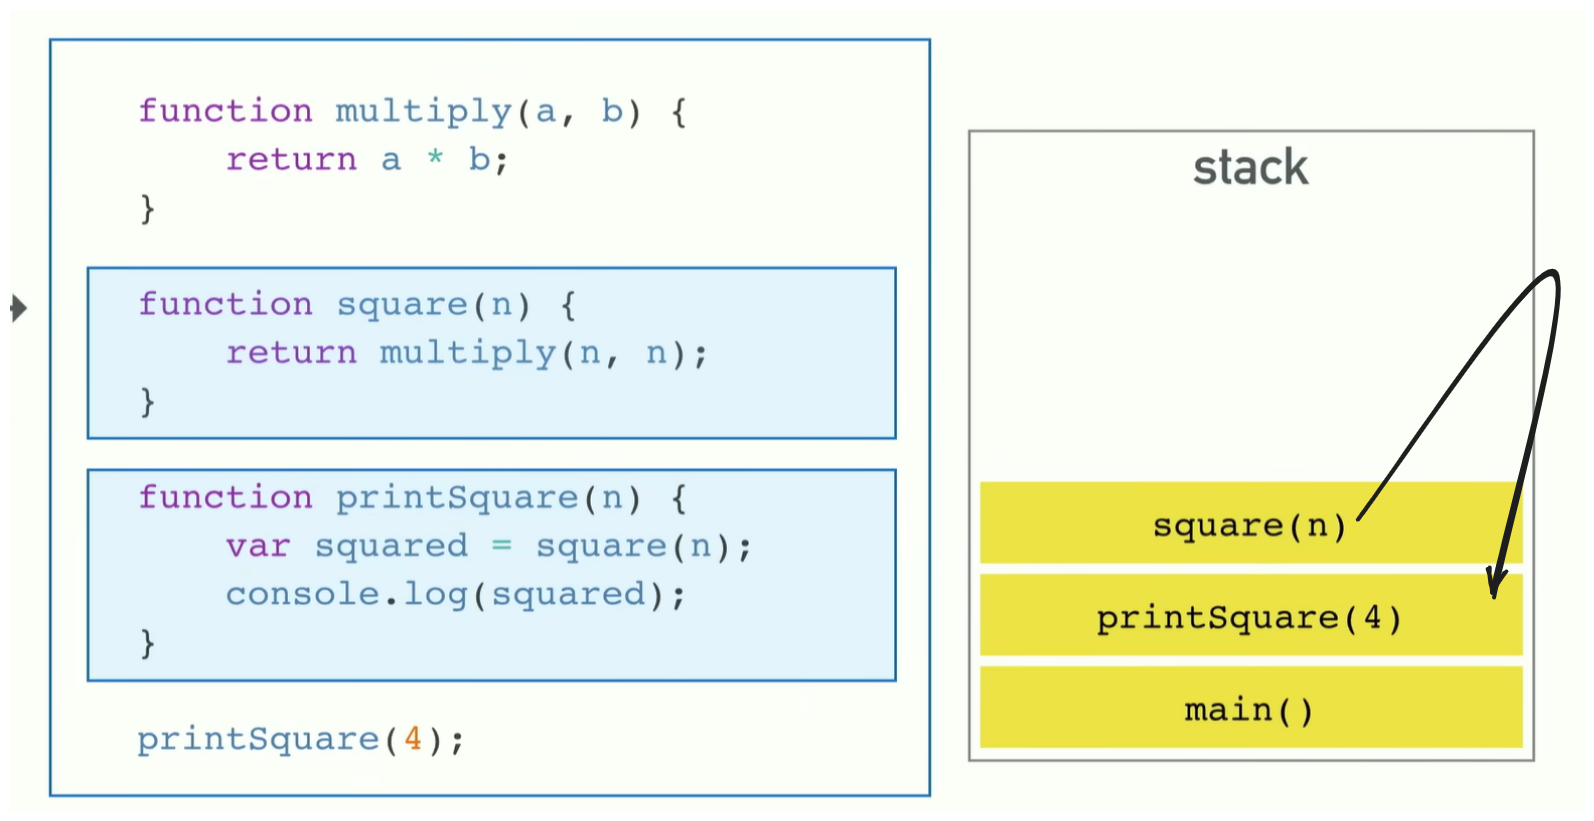 function multiply(a, b) {
    return a * b;
}
function square(n) {
    return multiply(n, n);
}
function printSquare(n) {
    var squared = square(n);
    console.log(squared);
}
printSquare(4);
stack
square(n)
printSquare(4)
main()